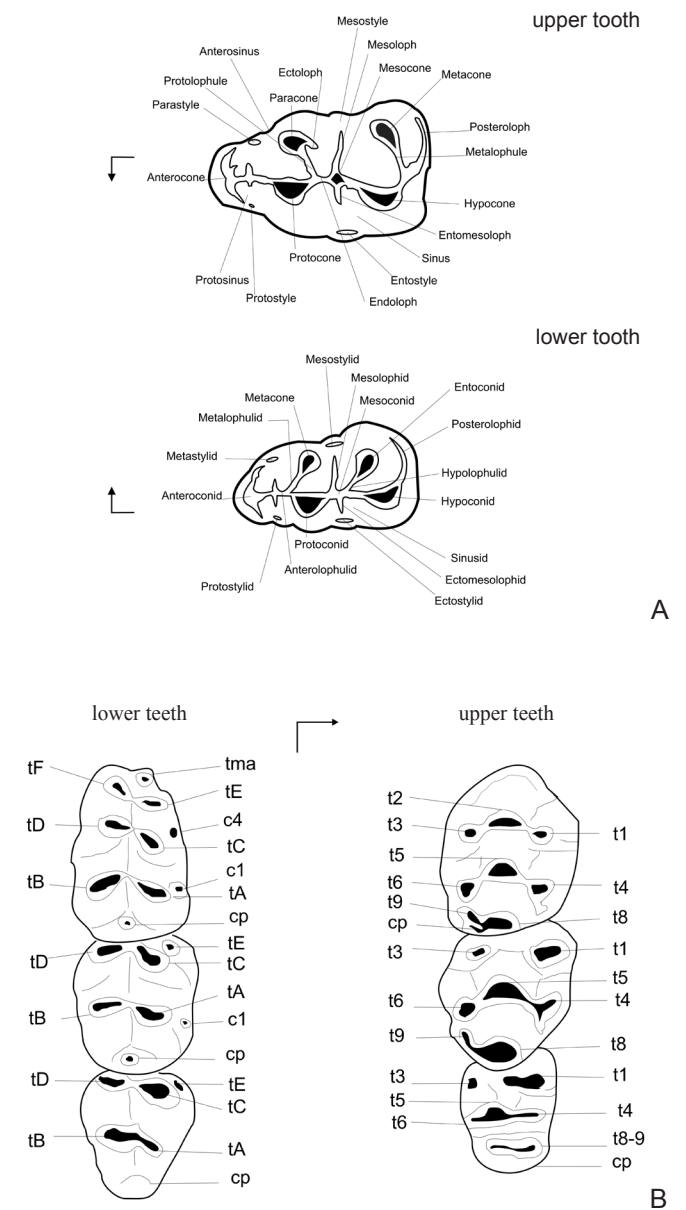 upper tooth
Mesostyle
Mesoloph
Anterosinus
Mesocone
Ectoloph
Metacone
Protolophule
Paracone
Parastyle
Posteroloph
Metalophule
Anterocone
Hypocone
Entomesoloph
Protocone
Sinus
Protosinus
Entostyle
Protostyle
Endoloph
lower tooth
Mesostylid
Mesolophid
Entoconid
Metacone
Mesoconid
Metalophulid
Posterolophid
Metastylid
Hypolophulid
Anteroconid
Hypoconid
Protoconid
Sinusid
Anterolophulid
Ectomesolophid
Protostylid
Ectostylid
A
lower teeth
tF
tma
tE
tD
c4
tC
c1
tB
tA
cp
tE
tD
tC
tA
tB
c1
cp
tD
tE
tC
tB
tA
cp
upper teeth
t2
t3
t1
t5
t6
t4
t9
t8
cp
t3
t1
t5
t6
t4
t9
t8
t3
t1
t5
t4
t6
t8-9
cp
B